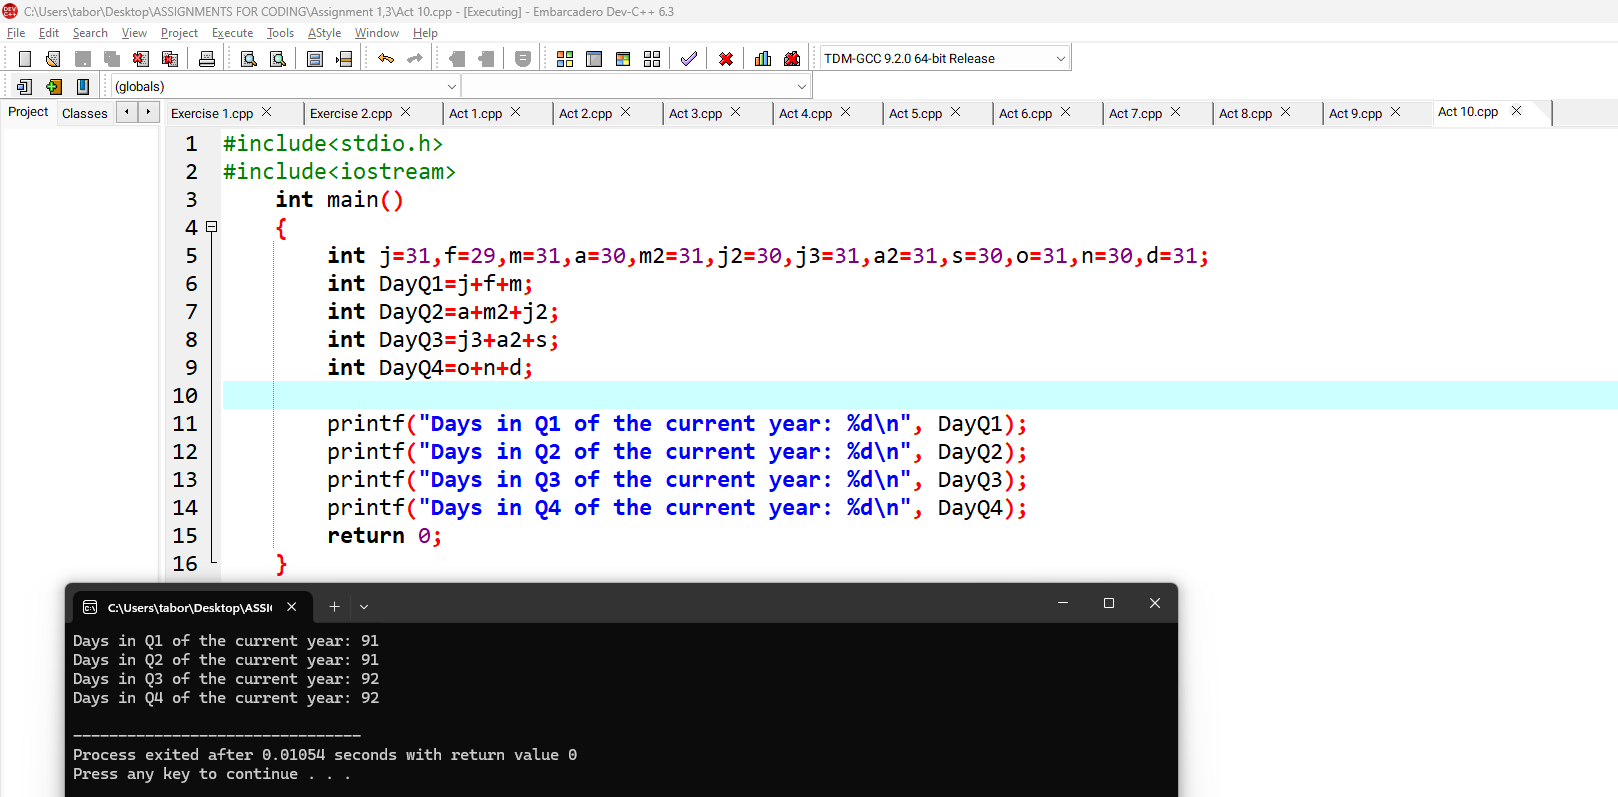 C:\Users\tabor\Desktop\ASSIGNMENTS FOR CODING\Assignment 1,3\Act 10.cpp - [Executing] - Embarcadero Dev-C++ 6.3
File Edit Search View Project Execute Tools AStyle Window Help
TDM-GCC 9.2.0 64-bit Release
(globals)
Project Classes Exercise 1.cpp Exercise 2.cpp Act 1.cpp Act 2.cpp Act 3.cpp Act 4.cpp Act 5.cpp Act 6.cpp Act 7.cpp Act 8.cpp Act 9.cpp Act 10.cpp
1 #include<stdio.h>
2 #include<iostream>
3 int main()
4 {
5 int j=31,f=29,m=31,a=30,m2=31,j2=30,j3=31,a2=31,s=30,o=31,n=30,d=31;
6 int DayQ1=j+f+m;
7 int DayQ2=a+m2+j2;
8 int DayQ3=j3+a2+s;
9 int DayQ4=o+n+d;
10
11 printf("Days in Q1 of the current year: %d\n", DayQ1);
12 printf("Days in Q2 of the current year: %d\n", DayQ2);
13 printf("Days in Q3 of the current year: %d\n", DayQ3);
14 printf("Days in Q4 of the current year: %d\n", DayQ4);
15 return 0;
16 }
C:\Users\tabor\Desktop\ASSI
Days in Q1 of the current year: 91
Days in Q2 of the current year: 91
Days in Q3 of the current year: 92
Days in Q4 of the current year: 92
--------------------------------
Process exited after 0.01054 seconds with return value 0
Press any key to continue . . .